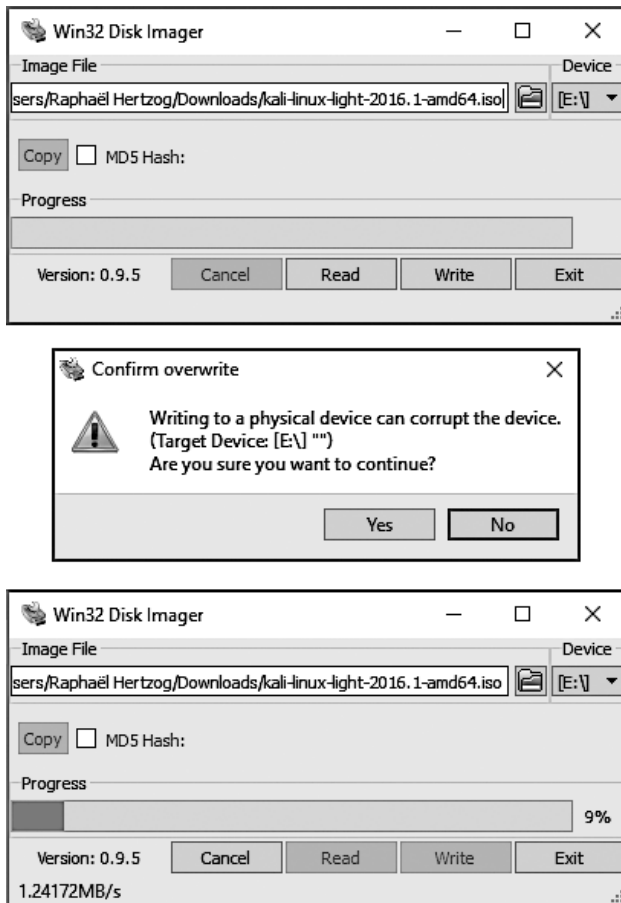 Win32 Disk Imager
Image File Device
sers/Raphaël Hertzog/Downloads/kali-linux-light-2016.1-amd64.iso [E:\]
Copy MD5 Hash:
Progress
Version: 0.9.5 Cancel Read Write Exit
Confirm overwrite
Writing to a physical device can corrupt the device.
(Target Device: [E:\] "")
Are you sure you want to continue?
Yes No
Win32 Disk Imager
Image File Device
sers/Raphaël Hertzog/Downloads/kali-linux-light-2016.1-amd64.iso [E:\]
Copy MD5 Hash:
Progress
9%
Version: 0.9.5 Cancel Read Write Exit
1.24172MB/s